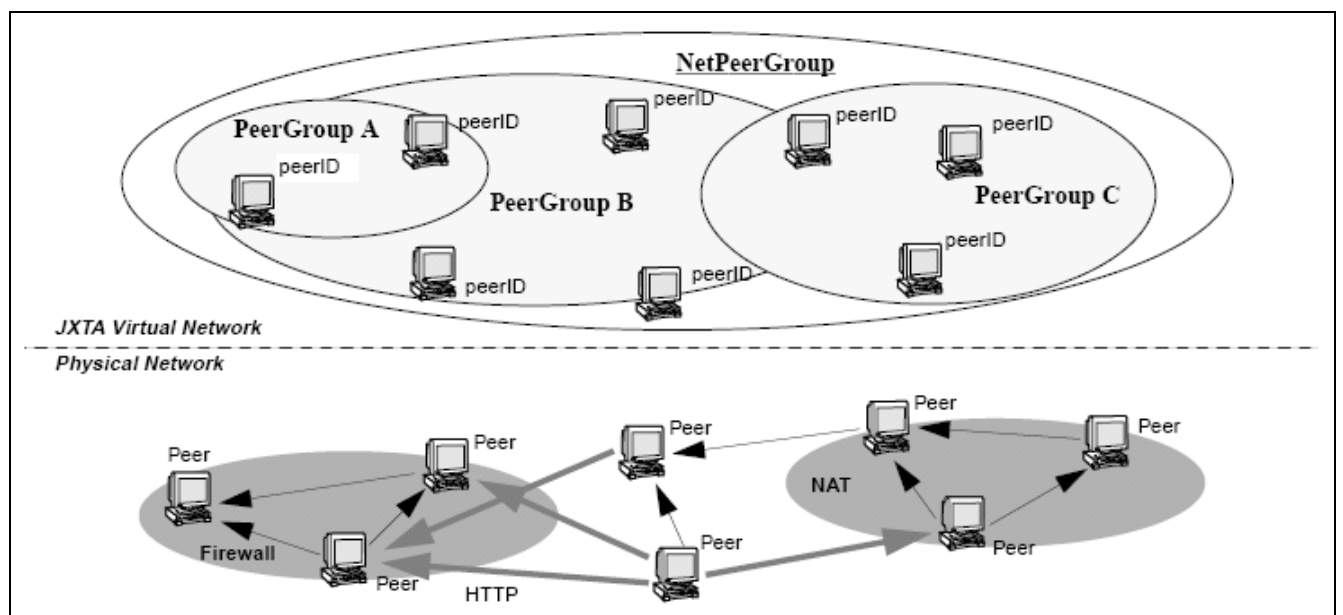 NetPeerGroup
peerID
peerID
peerID
peerID
PeerGroup A
peerID
PeerGroup B
PeerGroup C
peerID
peerID
peerID
JXTA Virtual Network
Physical Network
Peer
Peer
Peer
Peer
Peer
NAT
Firewall
Peer
Peer
Peer
HTTP